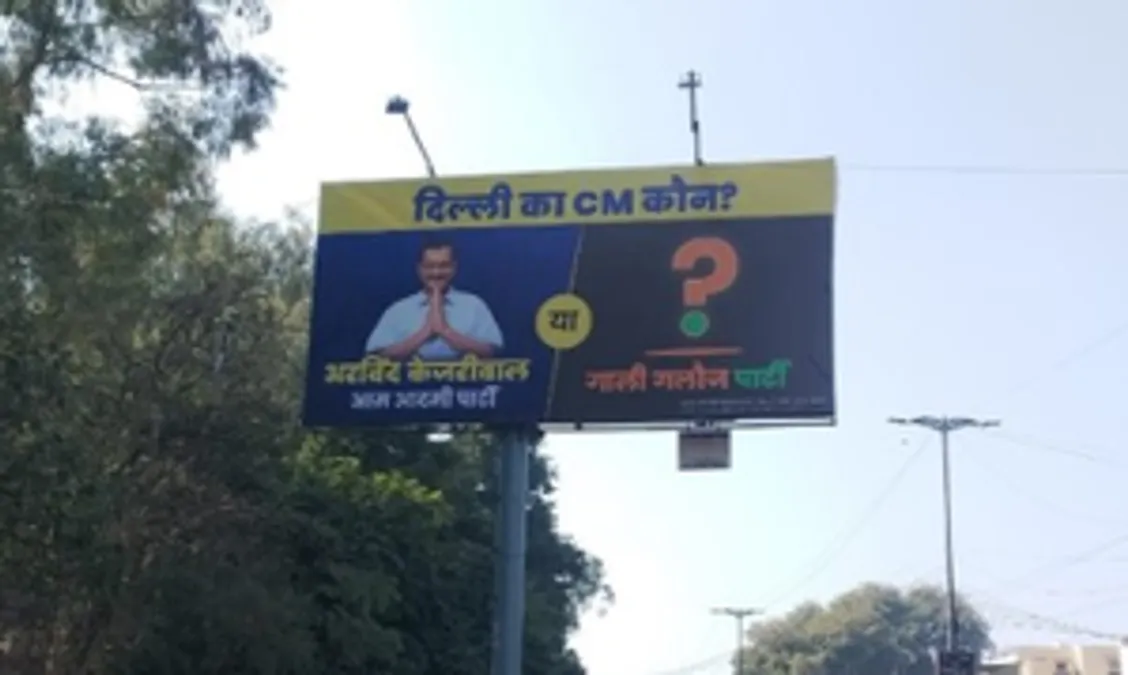 दिल्ली का CM कौन?
या
अरविंद केजरीवाल
आम आदमी पार्टी
गाली गलौज पार्टी